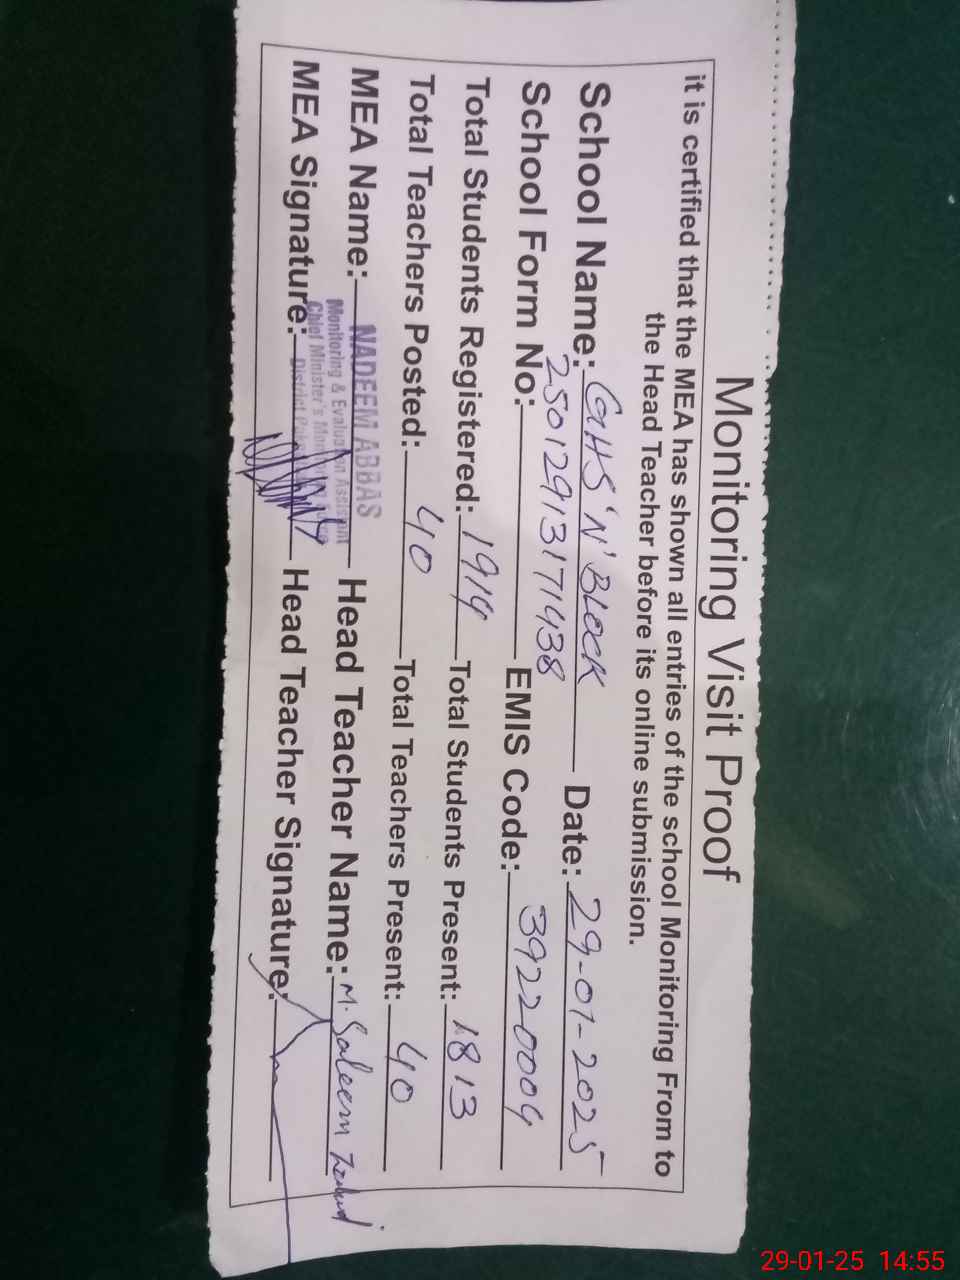 Monitoring Visit Proof
it is certified that the MEA has shown all entries of the school Monitoring From to
the Head Teacher before its online submission.
School Name: GHS 'N' BLOCK Date: 29-01-2025
School Form No: 25012913171438 EMIS Code: 39220004
Total Students Registered: 1914 Total Students Present: 1813
Total Teachers Posted: 40 Total Teachers Present: 40
MEA Name: NADEEM ABBAS Head Teacher Name: M. Saleem
Monitoring & Evaluation Assistant
Chief Minister's Monitoring
District
MEA Signature: Head Teacher Signature:
29-01-25 14:55